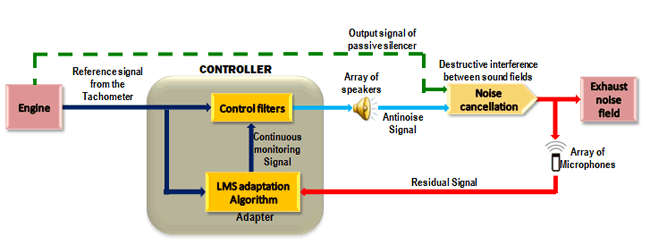 Output signal of
passive silencer
Reference signal
from the
Tachometer
CONTROLLER
Array of
speakers
Destructive interference
between sound fields
Engine
Control filters
Noise
cancellation
Exhaust
noise
field
Antinoise
Signal
Continuous
monitoring
Signal
Array of
Microphones
LMS adaptation
Algorithm
Adapter
Residual Signal